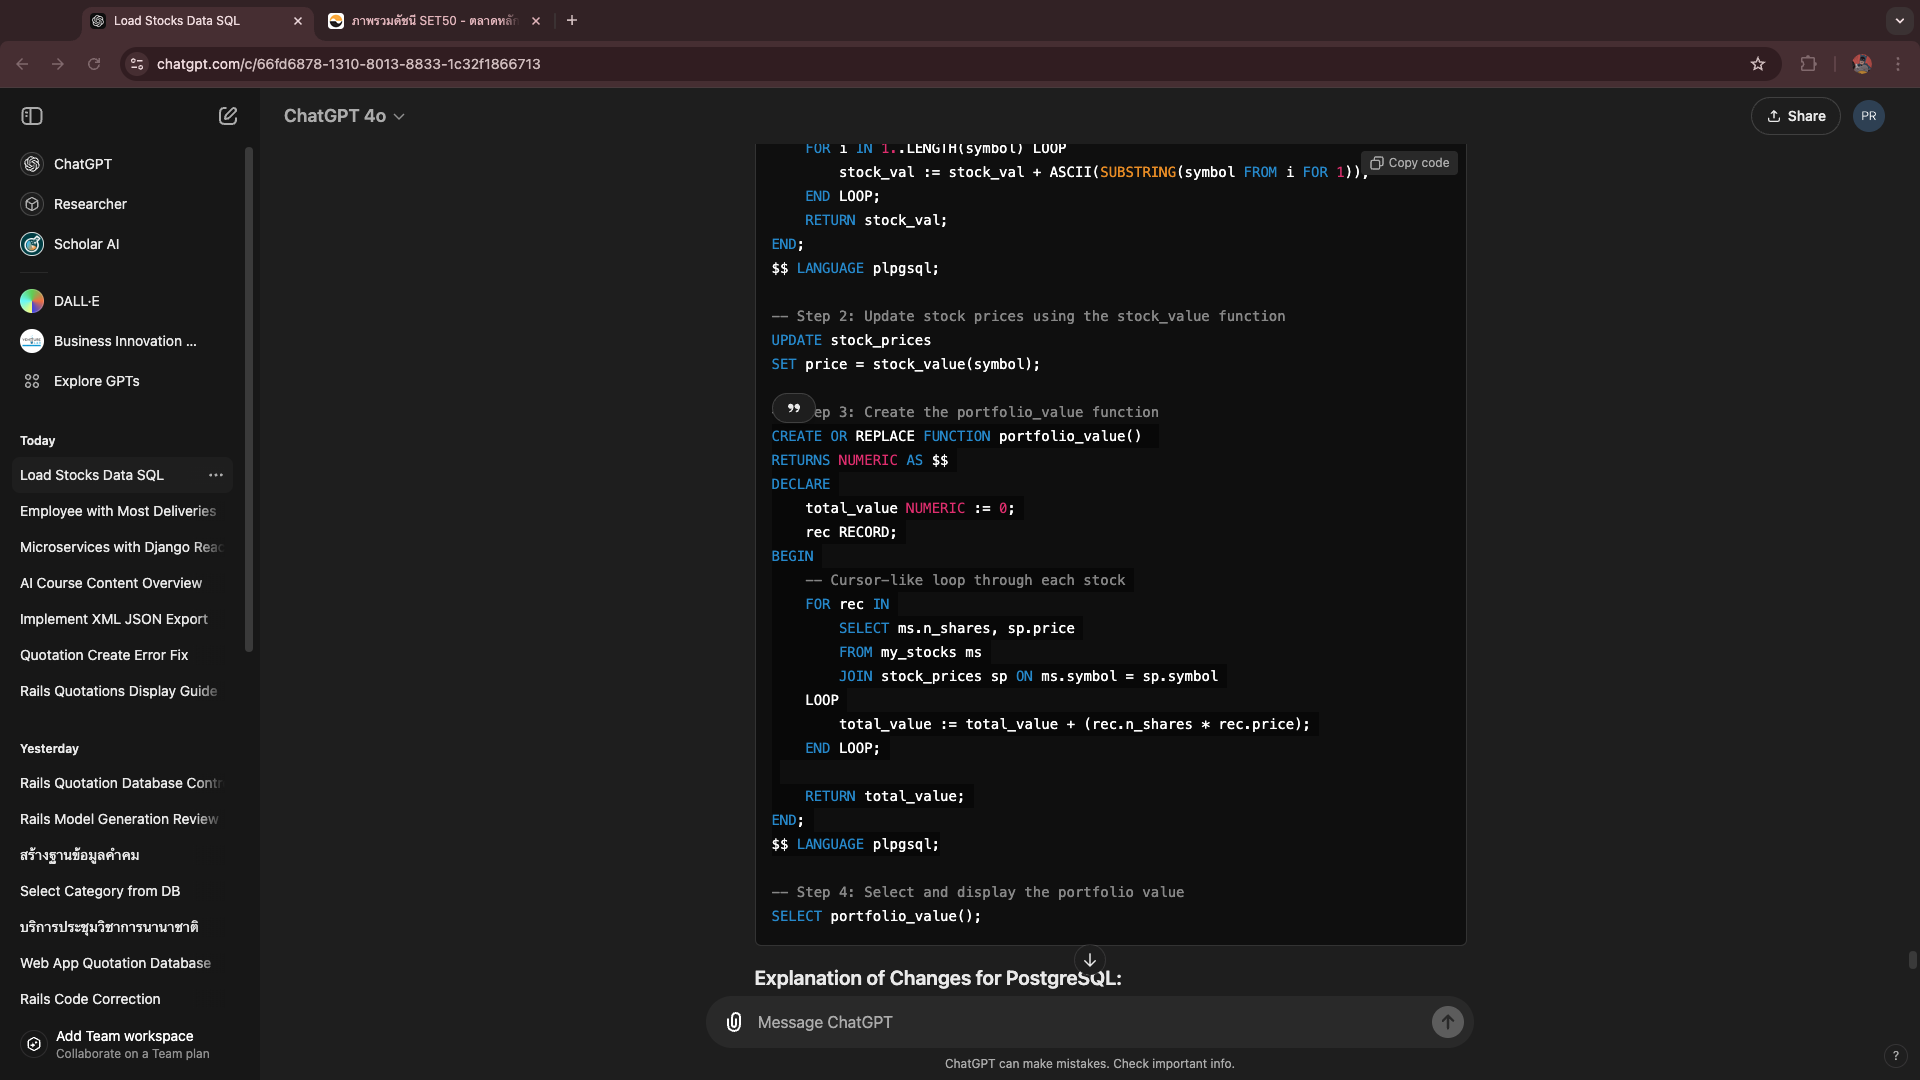 Load Stocks Data SQL
ภาพรวมดัชนี SET50 - ตลาดหลัก
chatgpt.com/c/66fd6878-1310-8013-8833-1c32f1866713
ChatGPT
Researcher
Scholar AI
DALL·E
Business Innovation ...
Explore GPTs
Today
Load Stocks Data SQL
Employee with Most Deliveries
Microservices with Django Reac
AI Course Content Overview
Implement XML JSON Export
Quotation Create Error Fix
Rails Quotations Display Guide
Yesterday
Rails Quotation Database Contr
Rails Model Generation Review
สร้างฐานข้อมูลคำคม
Select Category from DB
บริการประชุมวิชาการนานาชาติ
Web App Quotation Database
Rails Code Correction
Add Team workspace
Collaborate on a Team plan
ChatGPT 4o
Share
PR
Copy code
FOR i IN 1..LENGTH(symbol) LOOP
stock_val := stock_val + ASCII(SUBSTRING(symbol FROM i FOR 1));
END LOOP;
RETURN stock_val;
END;
$$ LANGUAGE plpgsql;
-- Step 2: Update stock prices using the stock_value function
UPDATE stock_prices
SET price = stock_value(symbol);
ep 3: Create the portfolio_value function
CREATE OR REPLACE FUNCTION portfolio_value()
RETURNS NUMERIC AS $$
DECLARE
total_value NUMERIC := 0;
rec RECORD;
BEGIN
-- Cursor-like loop through each stock
FOR rec IN
SELECT ms.n_shares, sp.price
FROM my_stocks ms
JOIN stock_prices sp ON ms.symbol = sp.symbol
LOOP
total_value := total_value + (rec.n_shares * rec.price);
END LOOP;
RETURN total_value;
END;
$$ LANGUAGE plpgsql;
-- Step 4: Select and display the portfolio value
SELECT portfolio_value();
Explanation of Changes for PostgreSQL:
Message ChatGPT
ChatGPT can make mistakes. Check important info.
?